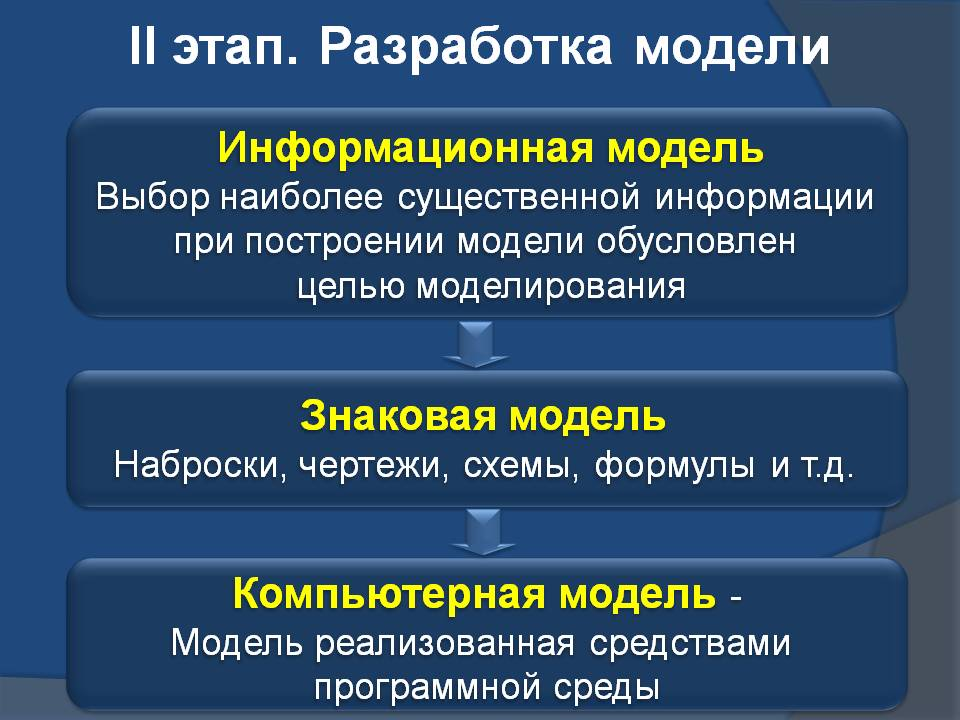 II этап. Разработка модели
Информационная модель
Выбор наиболее существенной информации
при построении модели обусловлен
целью моделирования
Знаковая модель
Наброски, чертежи, схемы, формулы и т.д.
Компьютерная модель -
Модель реализованная средствами
программной среды